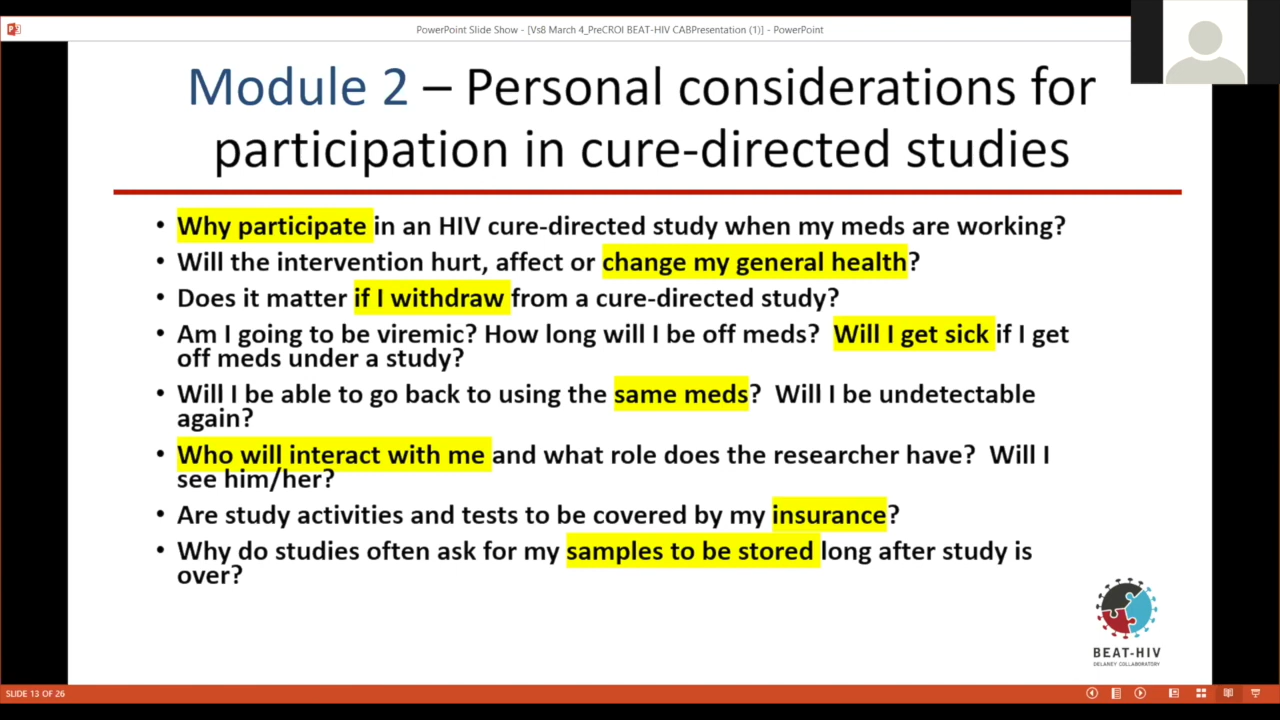 PowerPoint Slide Show - [Vs8 March 4_PreCROI BEAT-HIV CABPresentation (1)] - PowerPoint
Module 2 – Personal considerations for
participation in cure-directed studies
• Why participate in an HIV cure-directed study when my meds are working?
• Will the intervention hurt, affect or change my general health?
• Does it matter if I withdraw from a cure-directed study?
• Am I going to be viremic? How long will I be off meds?  Will I get sick if I get
off meds under a study?
• Will I be able to go back to using the same meds?  Will I be undetectable
again?
• Who will interact with me and what role does the researcher have?  Will I
see him/her?
• Are study activities and tests to be covered by my insurance?
• Why do studies often ask for my samples to be stored long after study is
over?
BEAT-HIV
DELANEY COLLABORATORY
SLIDE 13 OF 26